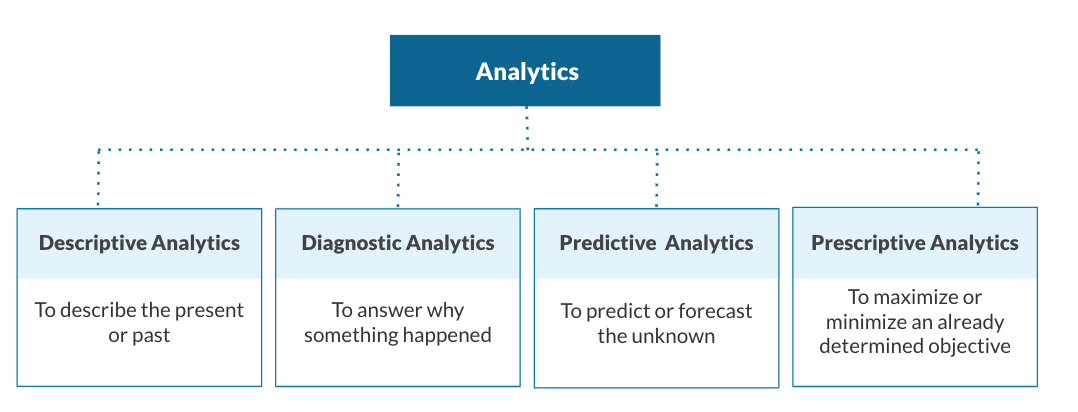 Analytics
Descriptive Analytics
To describe the present
or past
Diagnostic Analytics
To answer why
something happened
Predictive Analytics
To predict or forecast
the unknown
Prescriptive Analytics
To maximize or
minimize an already
determined objective